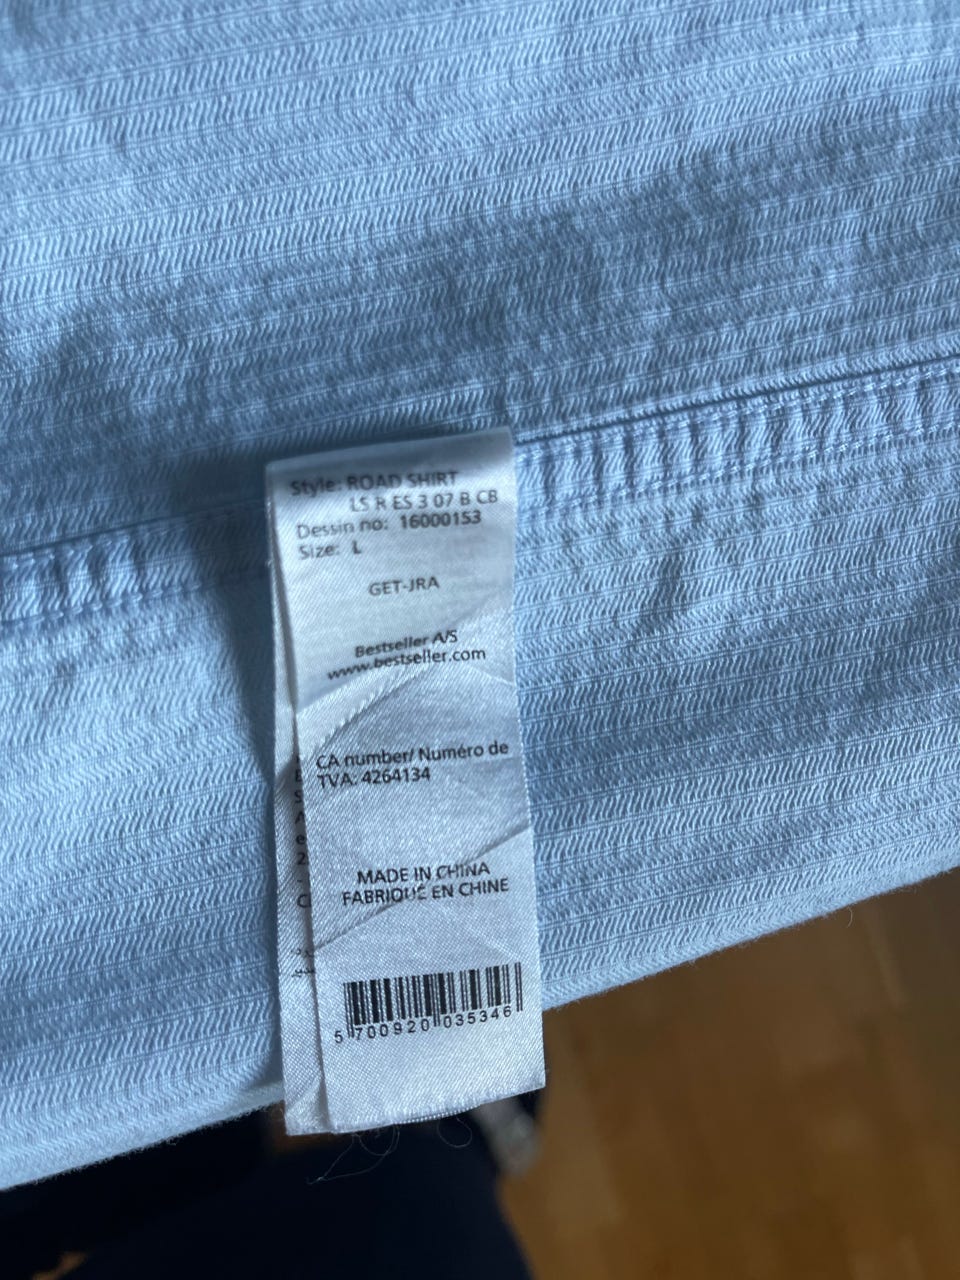 Style: ROAD SHIRT
LS R ES 3 07 B CB
Dessin no: 16000153
Size: L
GET-JRA
Bestseller A/S
www.bestseller.com
CA number/ Numéro de
TVA: 4264134
MADE IN CHINA
FABRIQUÉ EN CHINE
5 700920 035346